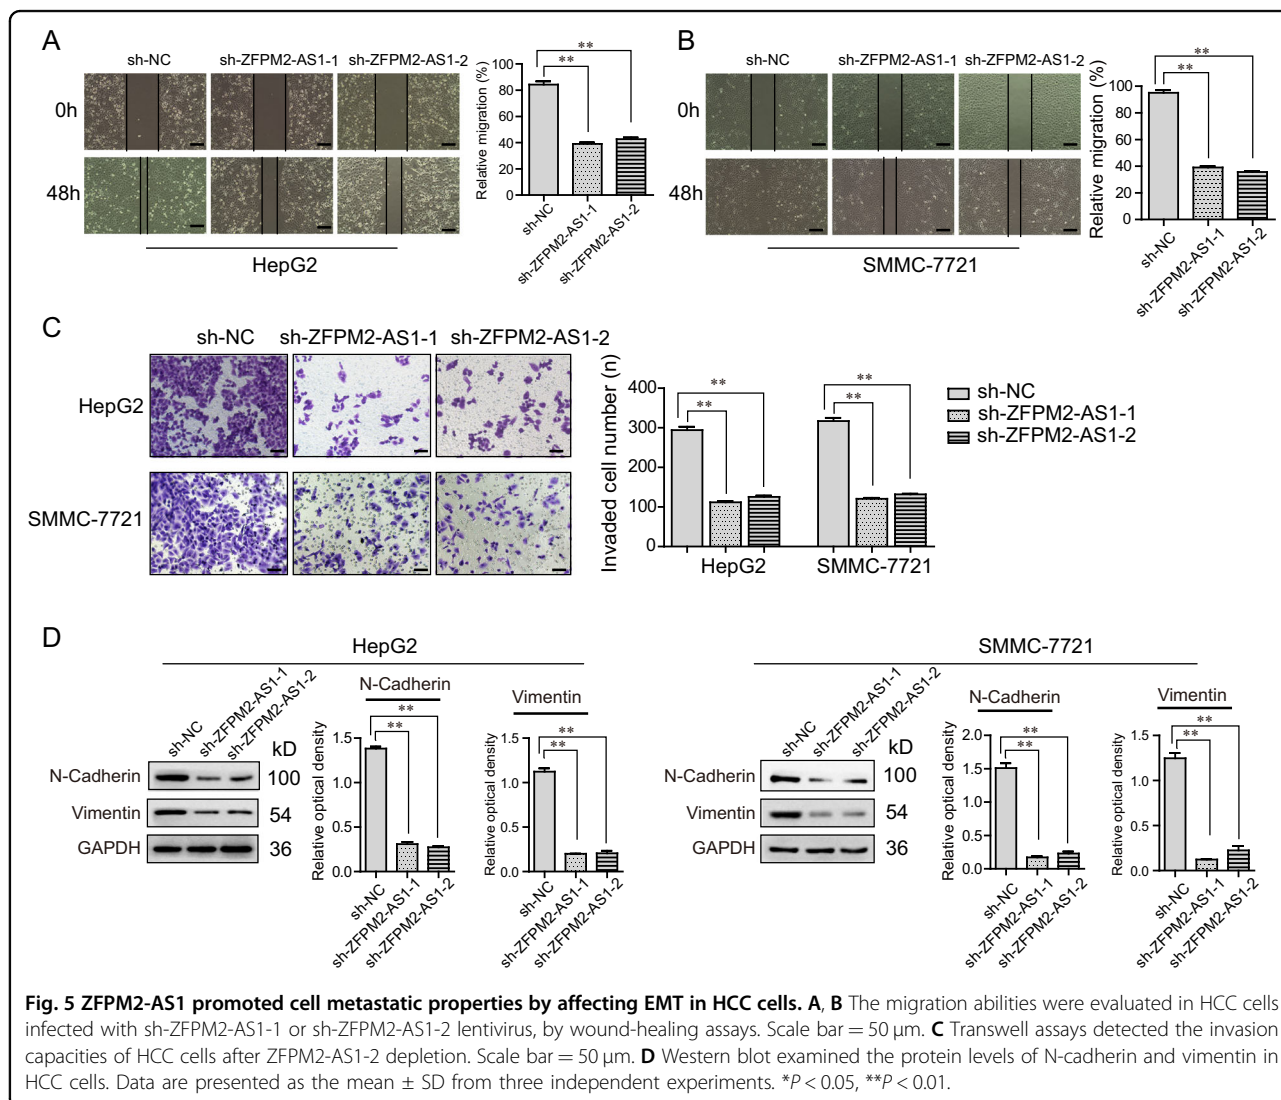 A
sh-NC sh-ZFPM2-AS1-1 sh-ZFPM2-AS1-2
0h
48h
HepG2
Relative migration (%)
100
80
60
40
20
0
**
**
sh-NC
sh-ZFPM2-AS1-1
sh-ZFPM2-AS1-2
B
sh-NC sh-ZFPM2-AS1-1 sh-ZFPM2-AS1-2
0h
48h
SMMC-7721
Relative migration (%)
100
80
60
40
20
0
**
**
sh-NC
sh-ZFPM2-AS1-1
sh-ZFPM2-AS1-2
C
sh-NC sh-ZFPM2-AS1-1 sh-ZFPM2-AS1-2
HepG2
SMMC-7721
Invaded cell number (n)
400
300
200
100
0
**
**
**
**
HepG2 SMMC-7721
sh-NC
sh-ZFPM2-AS1-1
sh-ZFPM2-AS1-2
D
HepG2
sh-NC
sh-ZFPM2-AS1-1
sh-ZFPM2-AS1-2
kD
N-Cadherin 100
Vimentin 54
GAPDH 36
N-Cadherin
Relative optical density
1.5
1.0
0.5
0.0
**
**
sh-NC
sh-ZFPM2-AS1-1
sh-ZFPM2-AS1-2
Vimentin
Relative optical density
1.5
1.0
0.5
0.0
**
**
sh-NC
sh-ZFPM2-AS1-1
sh-ZFPM2-AS1-2
SMMC-7721
sh-NC
sh-ZFPM2-AS1-1
sh-ZFPM2-AS1-2
kD
N-Cadherin 100
Vimentin 54
GAPDH 36
N-Cadherin
Relative optical density
2.0
1.5
1.0
0.5
0.0
**
**
sh-NC
sh-ZFPM2-AS1-1
sh-ZFPM2-AS1-2
Vimentin
Relative optical density
1.5
1.0
0.5
0.0
**
**
sh-NC
sh-ZFPM2-AS1-1
sh-ZFPM2-AS1-2
Fig. 5 ZFPM2-AS1 promoted cell metastatic properties by affecting EMT in HCC cells. A, B The migration abilities were evaluated in HCC cells
infected with sh-ZFPM2-AS1-1 or sh-ZFPM2-AS1-2 lentivirus, by wound-healing assays. Scale bar = 50 μm. C Transwell assays detected the invasion
capacities of HCC cells after ZFPM2-AS1-2 depletion. Scale bar = 50 μm. D Western blot examined the protein levels of N-cadherin and vimentin in
HCC cells. Data are presented as the mean ± SD from three independent experiments. *P < 0.05, **P < 0.01.